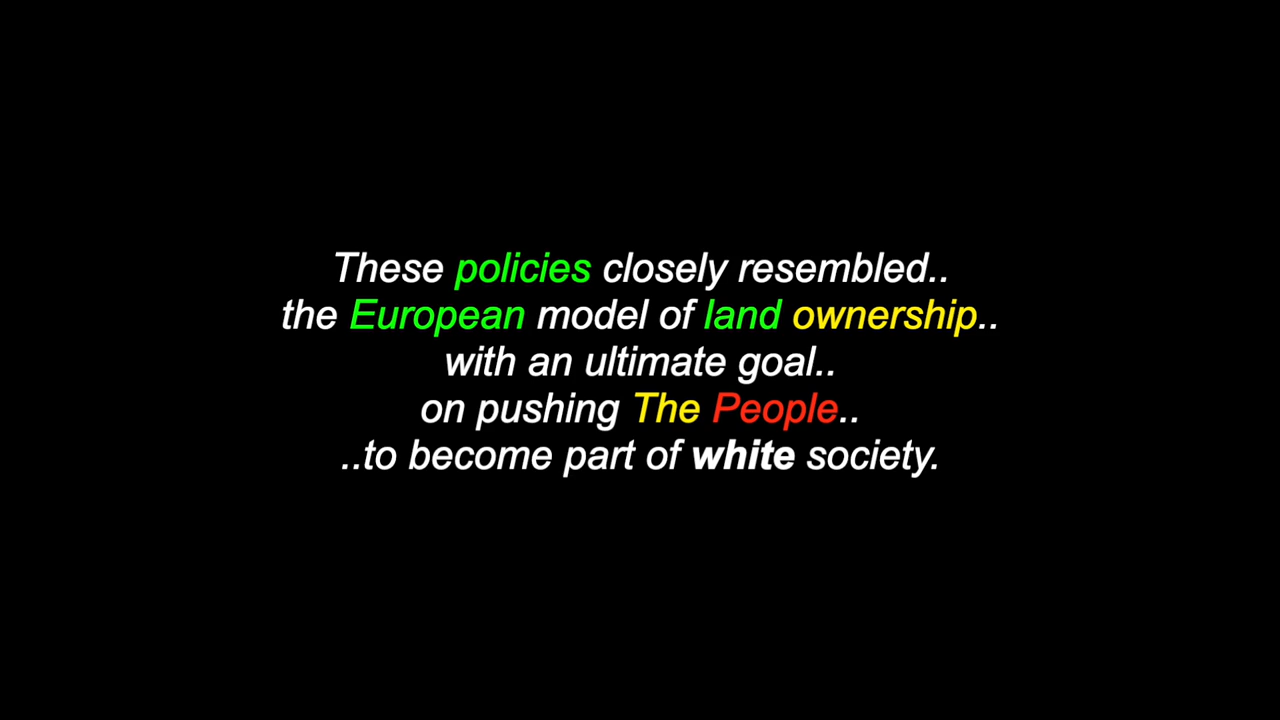 These policies closely resembled..
the European model of land ownership..
with an ultimate goal..
on pushing The People..
..to become part of white society.